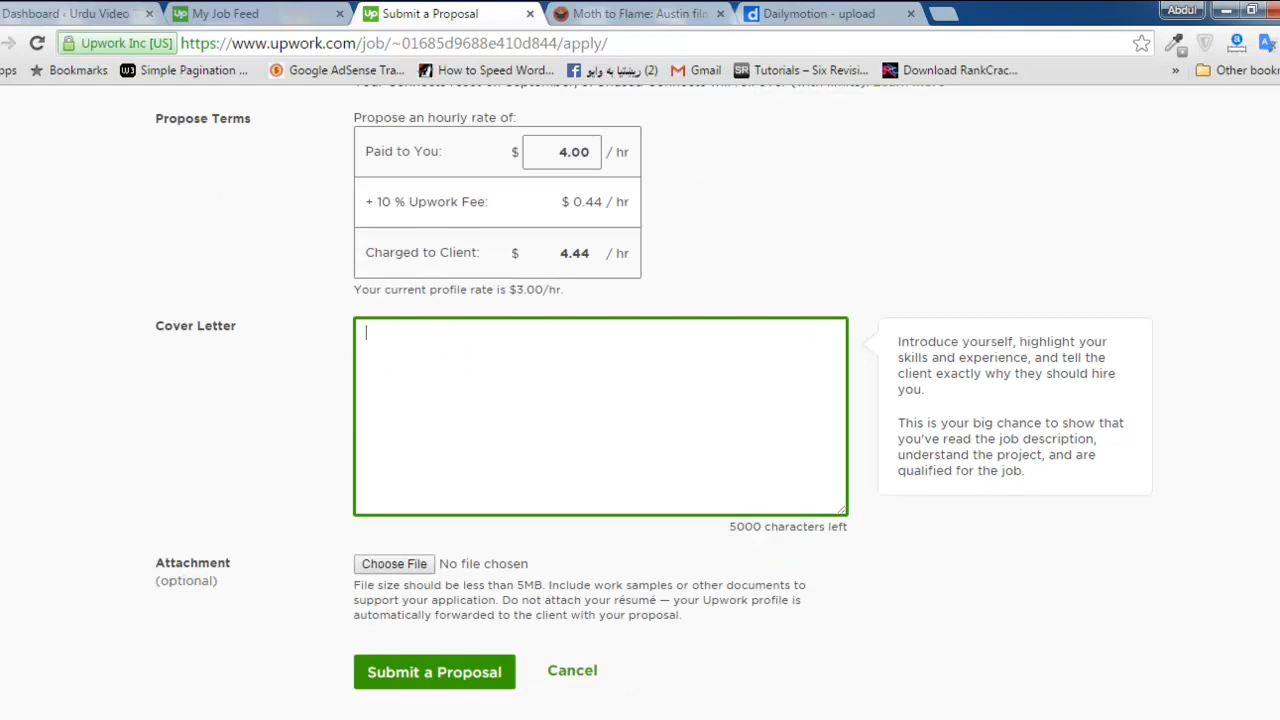 Dashboard ‹ Urdu Video T
My Job Feed
Submit a Proposal
Moth to Flame: Austin film
Dailymotion - upload
Abdul
Upwork Inc [US]
https://www.upwork.com/job/~01685d9688e410d844/apply/
ops
Bookmarks
Simple Pagination ...
Google AdSense Tra...
How to Speed Word...
(2) ريښتيا به وايو
Gmail
Tutorials – Six Revisi...
Download RankCrac...
»
Other bookm
Propose Terms
Propose an hourly rate of:
Paid to You: $ 4.00 / hr
+ 10 % Upwork Fee: $ 0.44 / hr
Charged to Client: $ 4.44 / hr
Your current profile rate is $3.00/hr.
Cover Letter
Introduce yourself, highlight your
skills and experience, and tell the
client exactly why they should hire
you.
This is your big chance to show that
you've read the job description,
understand the project, and are
qualified for the job.
5000 characters left
Attachment
(optional)
Choose File No file chosen
File size should be less than 5MB. Include work samples or other documents to
support your application. Do not attach your résumé — your Upwork profile is
automatically forwarded to the client with your proposal.
Submit a Proposal
Cancel